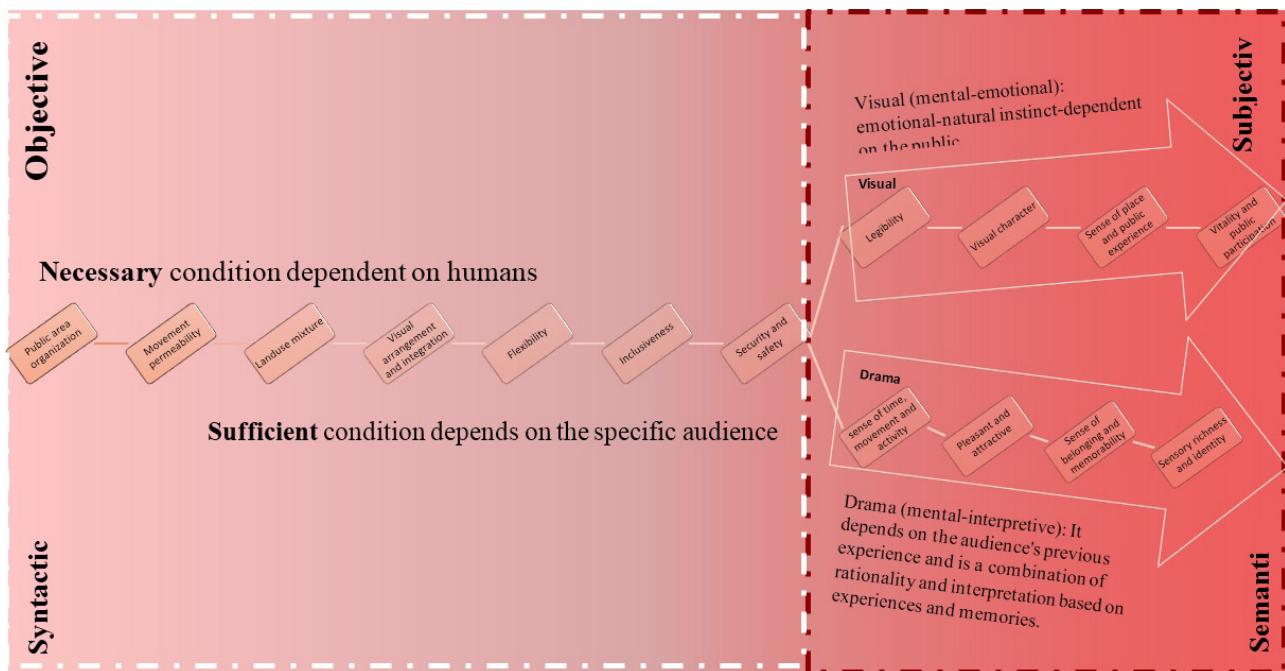 Objective
Syntactic
Necessary condition dependent on humans
Public area
organization
Movement
permeability
Landuse mixture
Visual
arrangement
and integration
Flexibility
Inclusiveness
Security and
safety
Sufficient condition depends on the specific audience
Subjectiv
Semanti
Visual (mental-emotional):
emotional-natural instinct-dependent
on the public
Visual
Legibility
Visual character
Sense of place
and public
experience
Vitality and
public
participation
Drama
sense of time,
movement and
activity
Pleasant and
attractive
Sense of
belonging and
memorability
Sensory richness
and identity
Drama (mental-interpretive): It
depends on the audience's previous
experience and is a combination of
rationality and interpretation based on
experiences and memories.